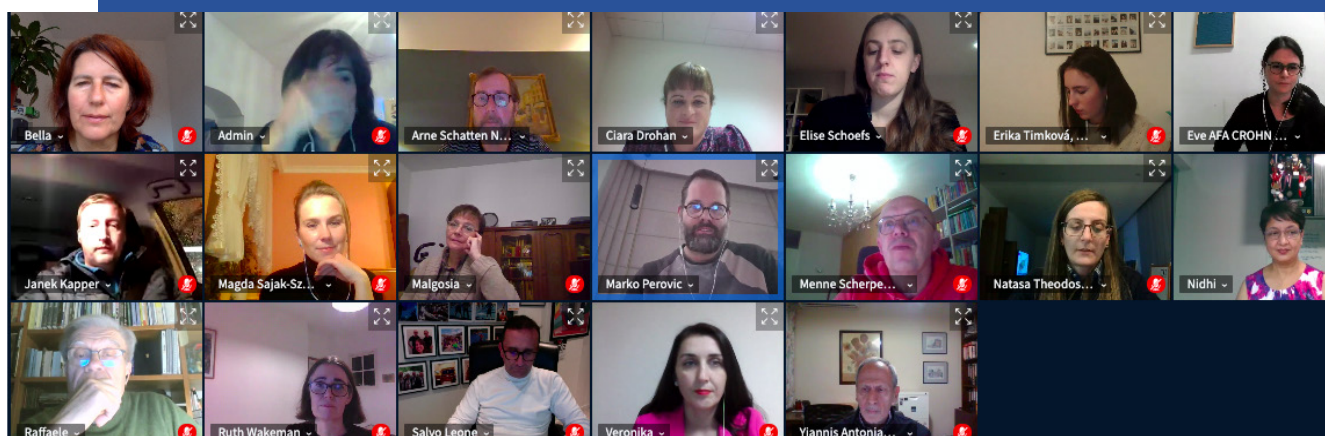 Bella
Admin
Arne Schatten N...
Ciara Drohan
Elise Schoefs
Erika Timková, ...
Eve AFA CROHN ...
Janek Kapper
Magda Sajak-Sz...
Malgosia
Marko Perovic
Menne Scherpe...
Natasa Theodos...
Nidhi
Raffaele
Ruth Wakeman
Salvo Leone
Veronika
Yiannis Antonia...